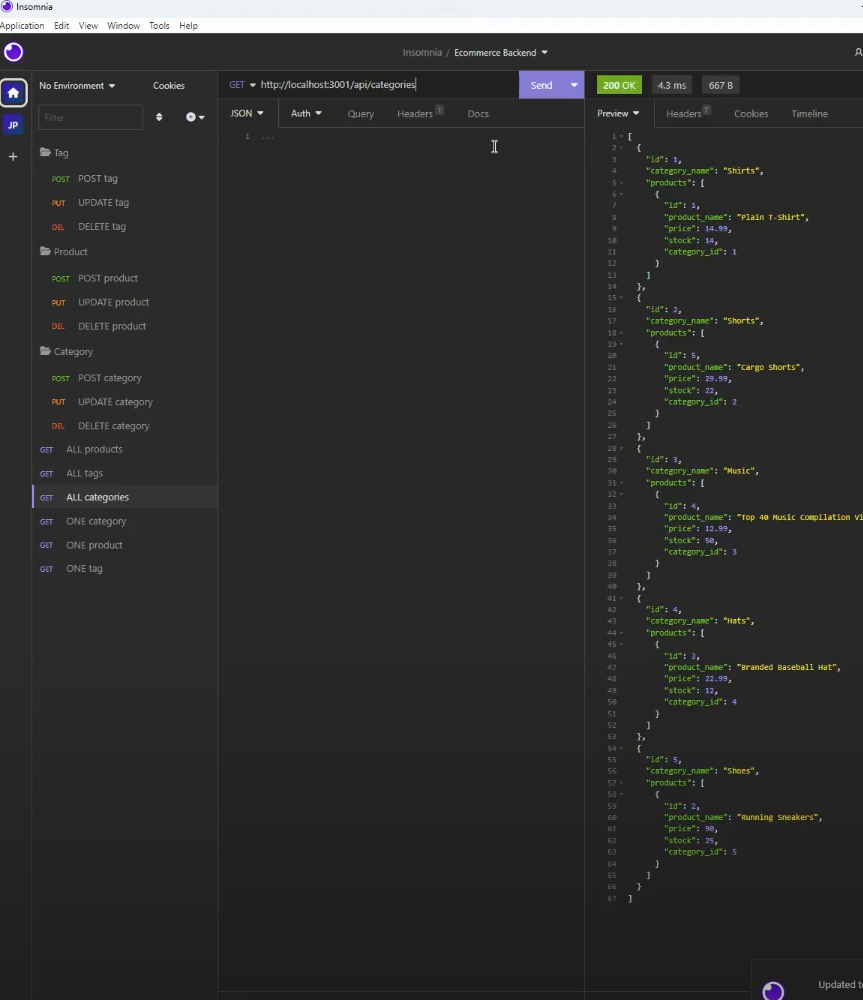 Insomnia
Application Edit View Window Tools Help
Insomnia / Ecommerce Backend
No Environment Cookies
GET http://localhost:3001/api/categories Send
200 OK 4.3 ms 667 B
JP
Filter
JSON Auth Query Headers 1 Docs
Preview Headers 7 Cookies Timeline
1 ...
Tag
POST POST tag
PUT UPDATE tag
DEL DELETE tag
Product
POST POST product
PUT UPDATE product
DEL DELETE product
Category
POST POST category
PUT UPDATE category
DEL DELETE category
GET ALL products
GET ALL tags
GET ALL categories
GET ONE category
GET ONE product
GET ONE tag
1 [
2 {
3 "id": 1,
4 "category_name": "Shirts",
5 "products": [
6 {
7 "id": 1,
8 "product_name": "Plain T-Shirt",
9 "price": 14.99,
10 "stock": 14,
11 "category_id": 1
12 }
13 ]
14 },
15 {
16 "id": 2,
17 "category_name": "Shorts",
18 "products": [
19 {
20 "id": 5,
21 "product_name": "Cargo Shorts",
22 "price": 29.99,
23 "stock": 22,
24 "category_id": 2
25 }
26 ]
27 },
28 {
29 "id": 3,
30 "category_name": "Music",
31 "products": [
32 {
33 "id": 4,
34 "product_name": "Top 40 Music Compilation Vi
35 "price": 12.99,
36 "stock": 50,
37 "category_id": 3
38 }
39 ]
40 },
41 {
42 "id": 4,
43 "category_name": "Hats",
44 "products": [
45 {
46 "id": 3,
47 "product_name": "Branded Baseball Hat",
48 "price": 22.99,
49 "stock": 12,
50 "category_id": 4
51 }
52 ]
53 },
54 {
55 "id": 5,
56 "category_name": "Shoes",
57 "products": [
58 {
59 "id": 2,
60 "product_name": "Running Sneakers",
61 "price": 90,
62 "stock": 25,
63 "category_id": 5
64 }
65 ]
66 }
67 ]
Updated to